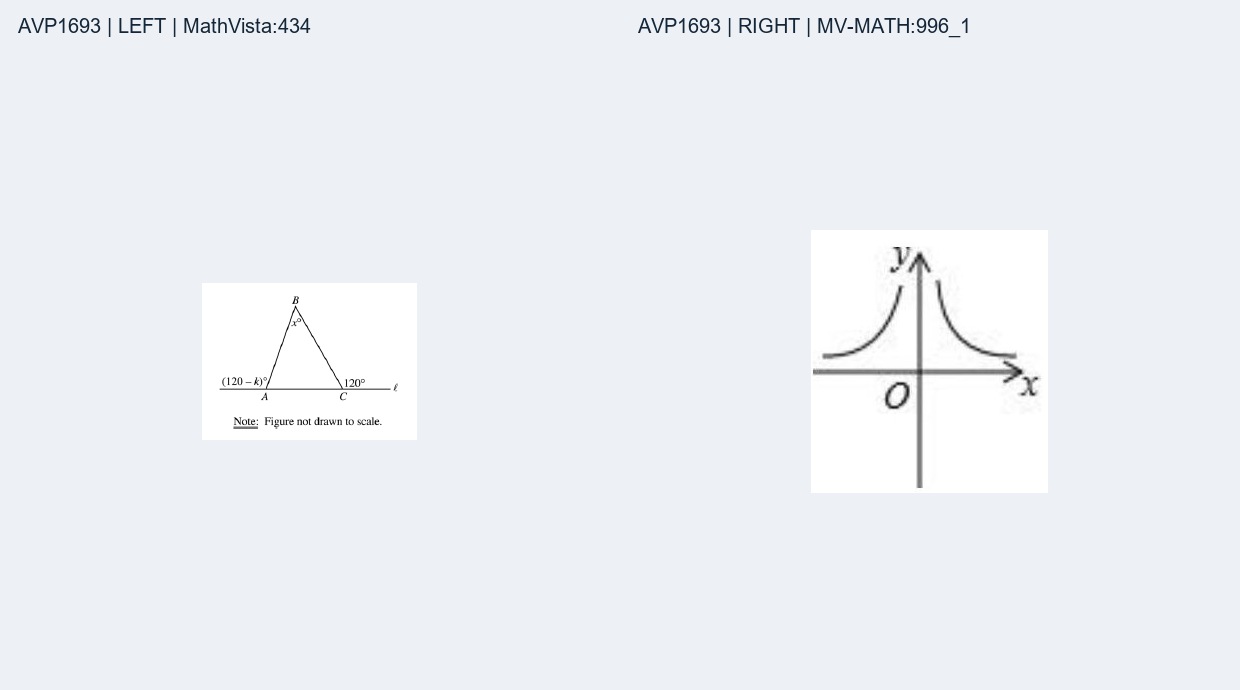 AVP1693 | LEFT | MathVista:434
AVP1693 | RIGHT | MV-MATH:996_1
B
x°
(120 – k)°
120°
ℓ
A
C
Note: Figure not drawn to scale.
y
O
x